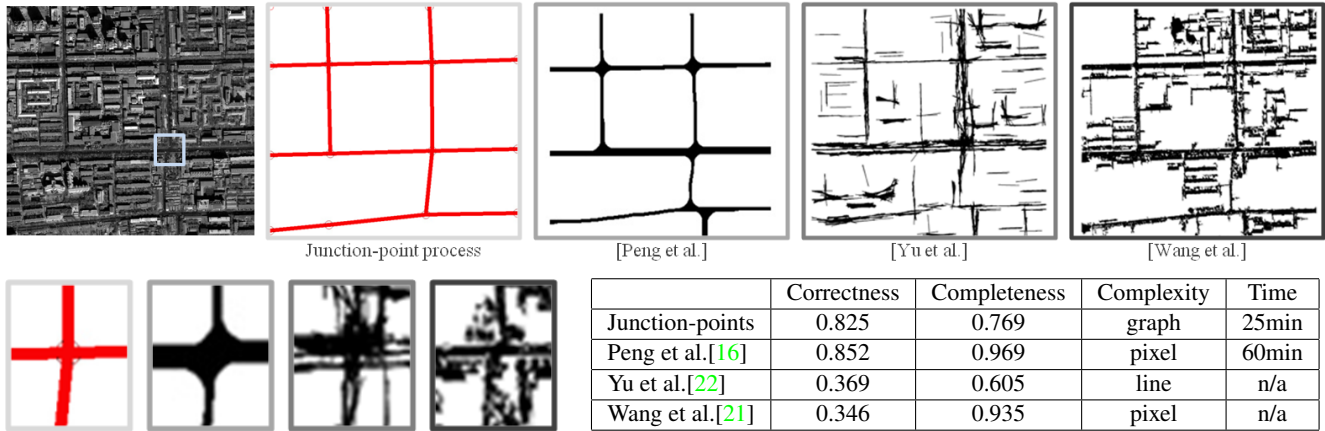 Junction-point process [Peng et al.] [Yu et al.] [Wang et al.]
Correctness Completeness Complexity Time
Junction-points 0.825 0.769 graph 25min
Peng et al.[16] 0.852 0.969 pixel 60min
Yu et al.[22] 0.369 0.605 line n/a
Wang et al.[21] 0.346 0.935 pixel n/a